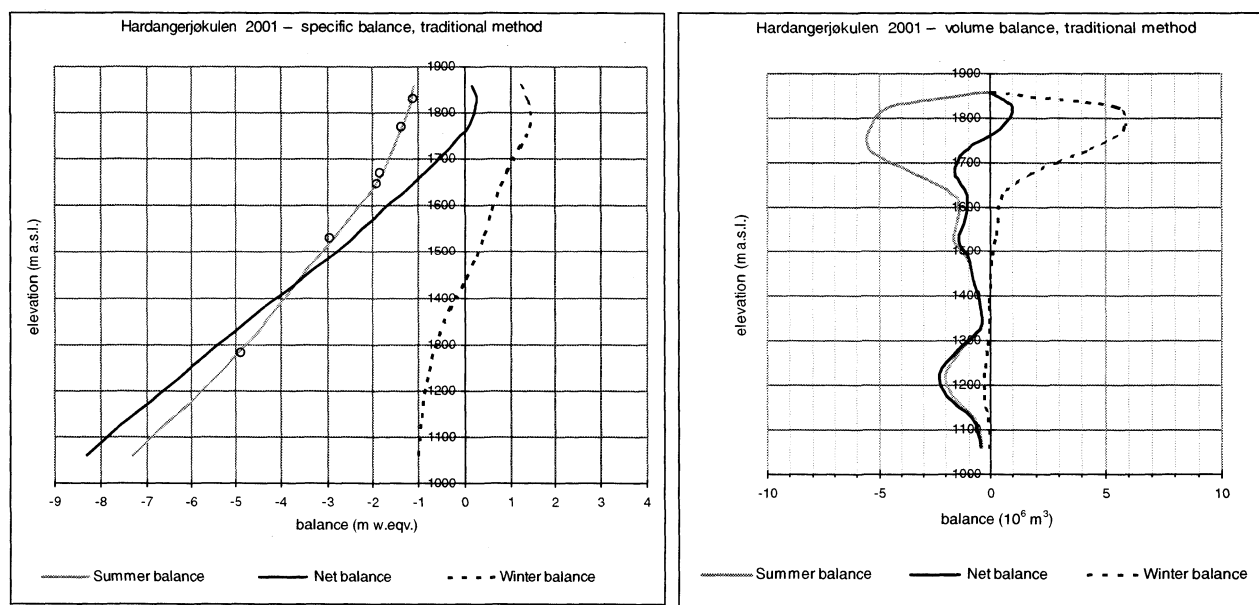 Hardangerjøkulen 2001 – specific balance, traditional method
elevation (m a.s.l.)
1900
1800
1700
1600
1500
1400
1300
1200
1100
1000
-9 -8 -7 -6 -5 -4 -3 -2 -1 0 1 2 3 4
balance (m w.eqv.)
Summer balance Net balance Winter balance
Hardangerjøkulen 2001 – volume balance, traditional method
elevation (m a.s.l.)
1900
1800
1700
1600
1500
1400
1300
1200
1100
1000
-10 -5 0 5 10
balance (10⁶ m³)
Summer balance Net balance Winter balance